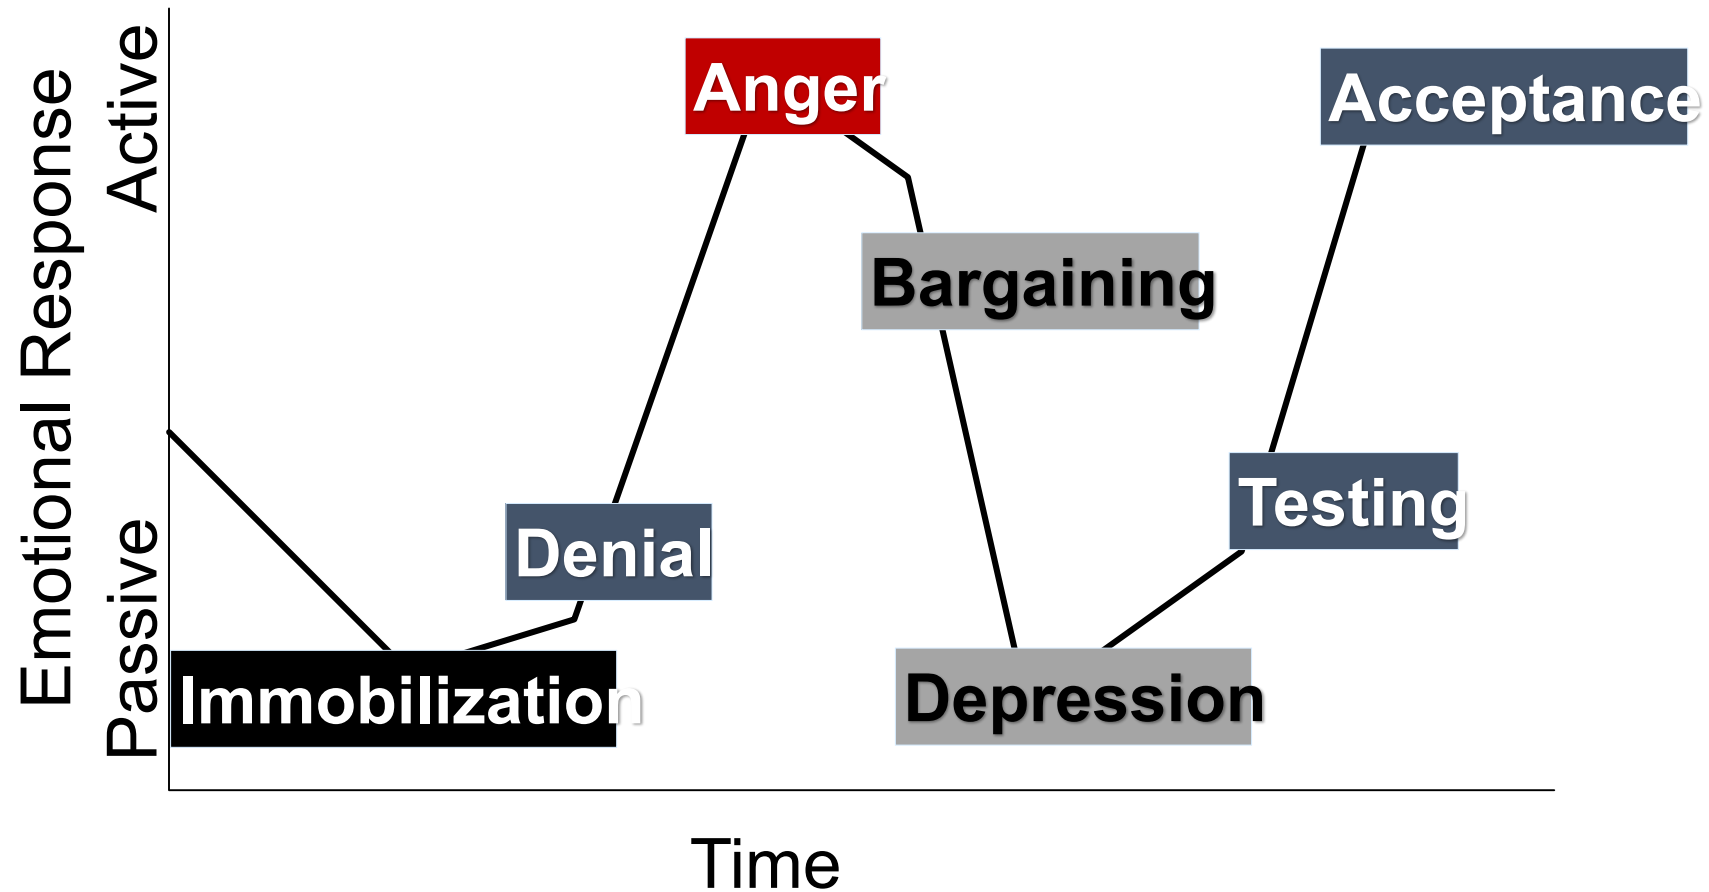 Emotional Response
Passive Active
Anger
Acceptance
Bargaining
Testing
Denial
Immobilization
Depression
Time